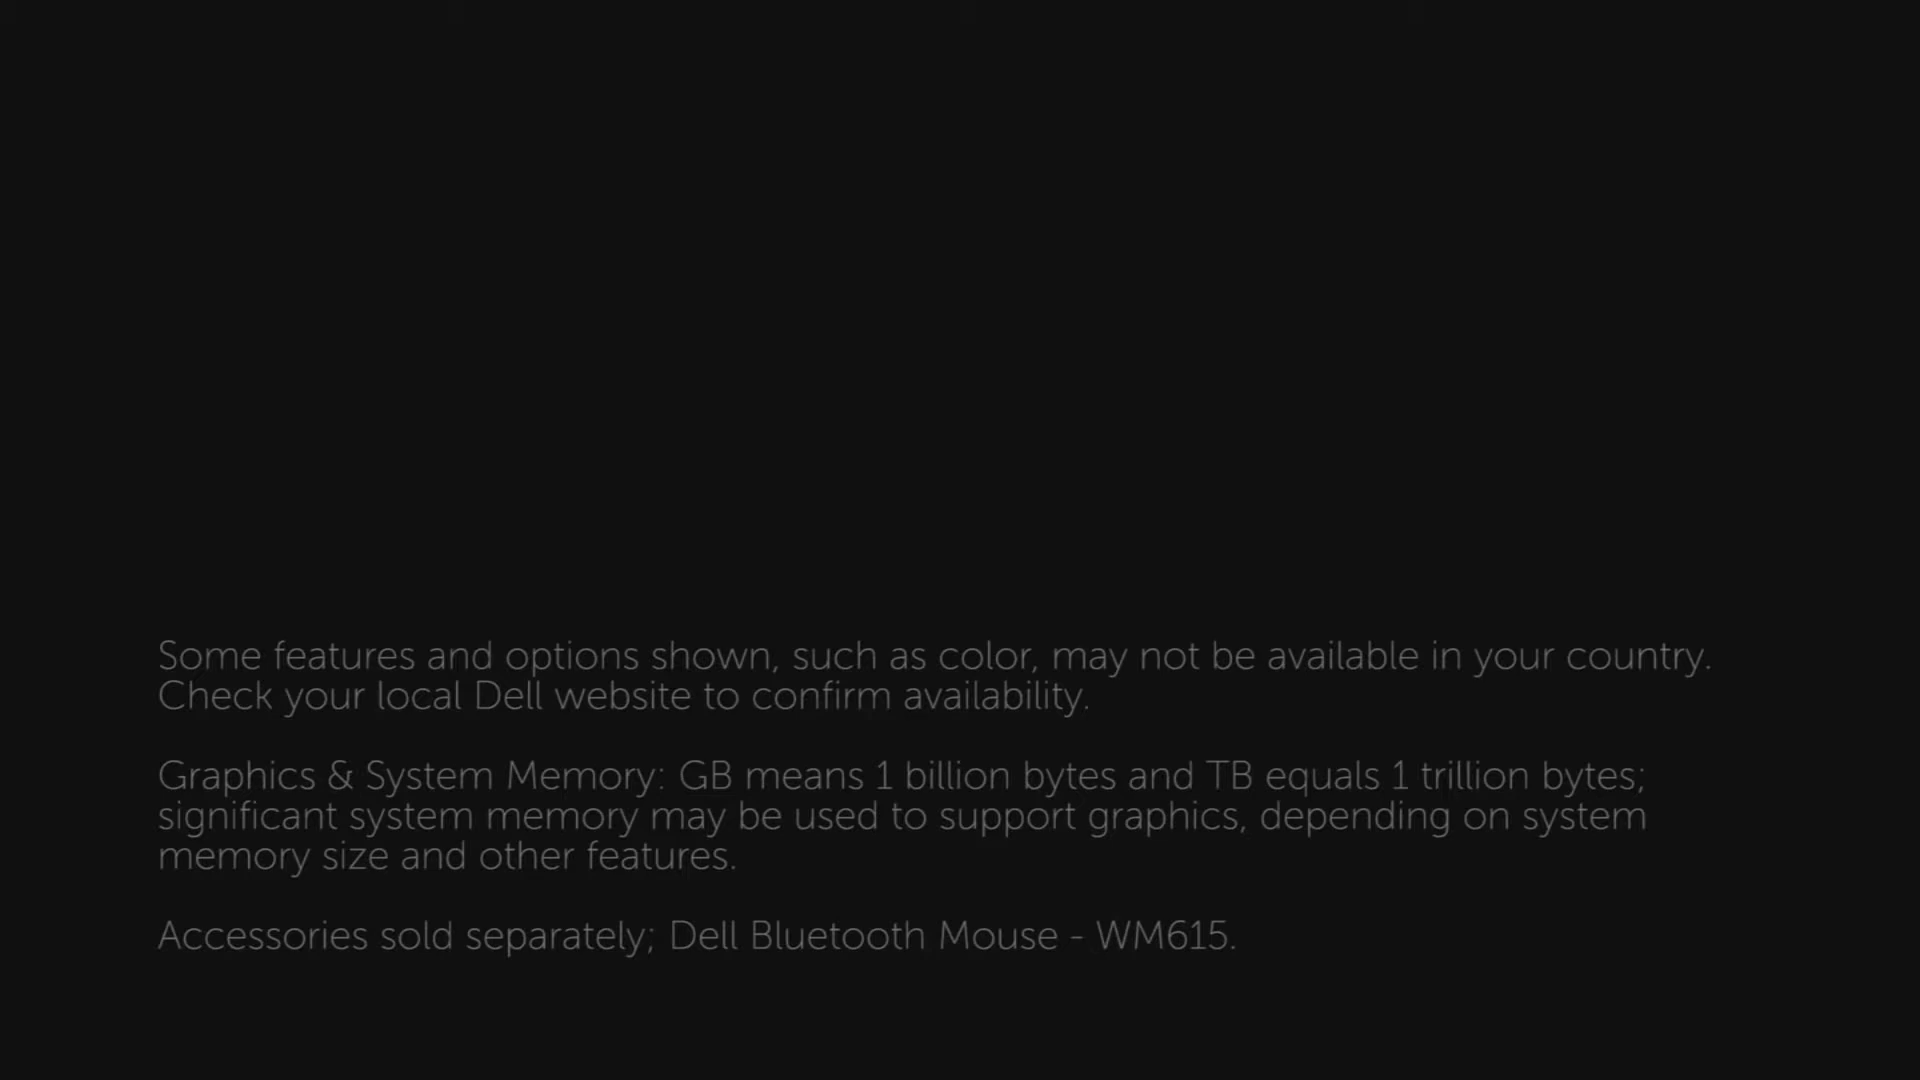 Some features and options shown, such as color, may not be available in your country.
Check your local Dell website to confirm availability.
Graphics & System Memory: GB means 1 billion bytes and TB equals 1 trillion bytes;
significant system memory may be used to support graphics, depending on system
memory size and other features.
Accessories sold separately; Dell Bluetooth Mouse - WM615.